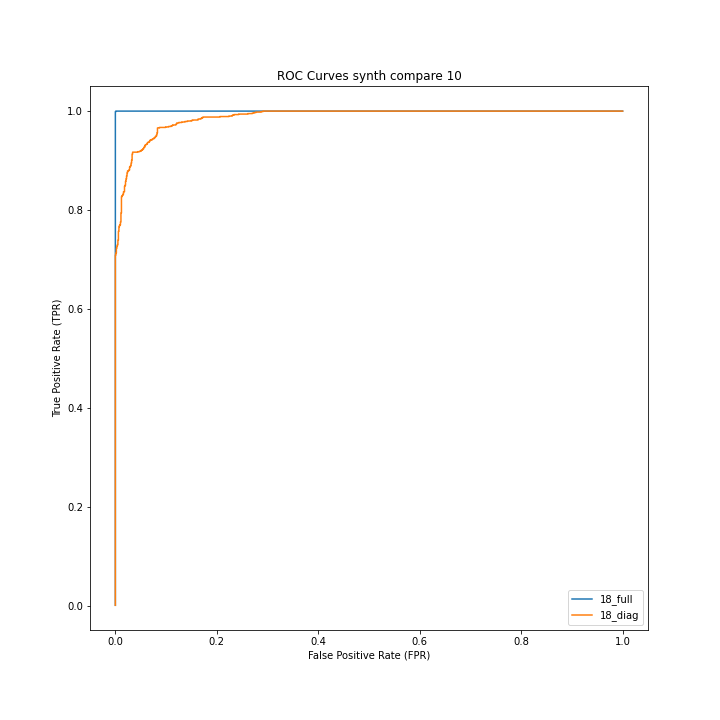 ROC Curves synth compare 10
1.0
0.8
0.6
0.4
0.2
0.0
True Positive Rate (TPR)
18_full
18_diag
0.0 0.2 0.4 0.6 0.8 1.0
False Positive Rate (FPR)